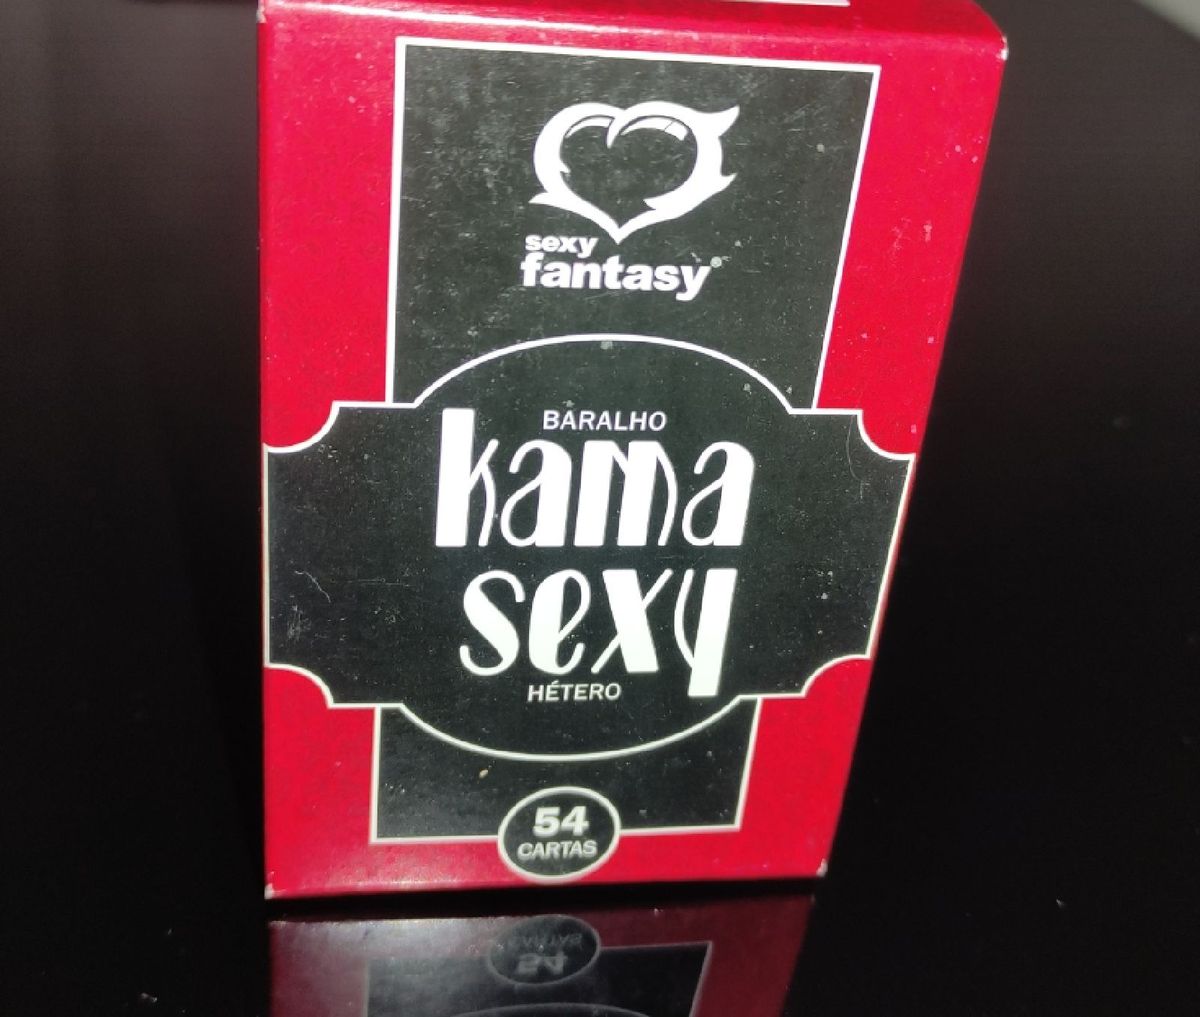 sexy
fantasy®
BARALHO
kama
sexy
HÉTERO
54
CARTAS